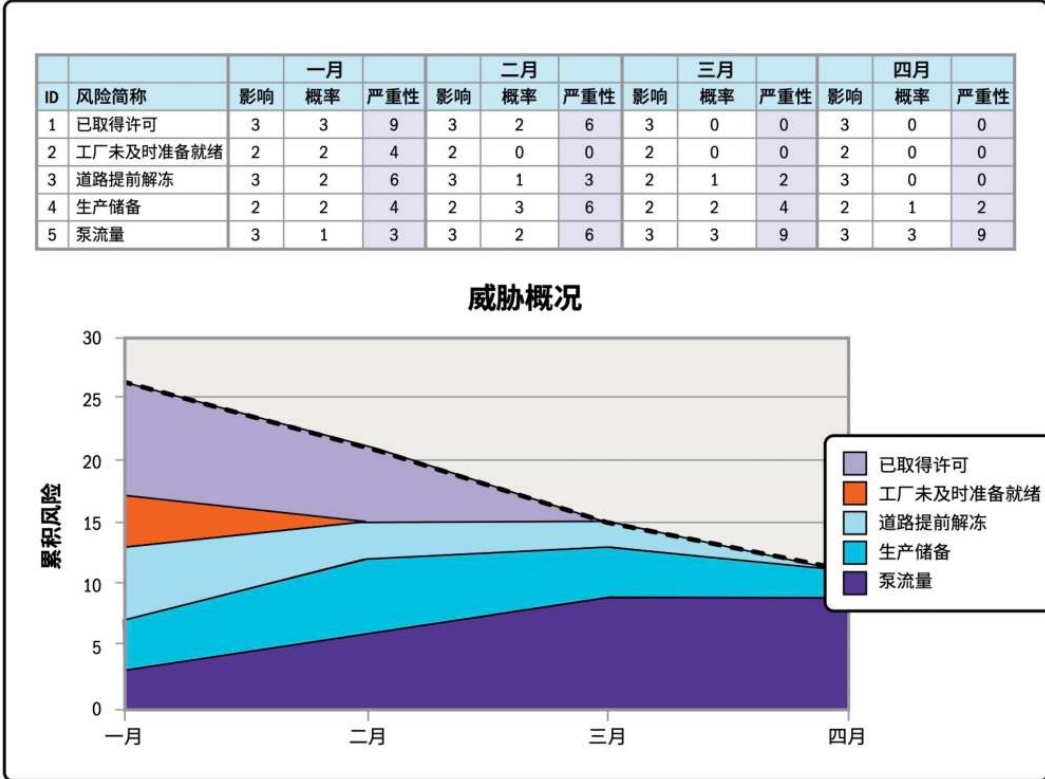 一月 二月 三月 四月
ID 风险简称 影响 概率 严重性 影响 概率 严重性 影响 概率 严重性 影响 概率 严重性
1 已取得许可 3 3 9 3 2 6 3 0 0 3 0 0
2 工厂未及时准备就绪 2 2 4 2 0 0 2 0 0 2 0 0
3 道路提前解冻 3 2 6 3 1 3 2 1 2 3 0 0
4 生产储备 2 2 4 2 3 6 2 2 4 2 1 2
5 泵流量 3 1 3 3 2 6 3 3 9 3 3 9
威胁概况
累积风险
30
25
20
15
10
5
0
一月 二月 三月 四月
已取得许可
工厂未及时准备就绪
道路提前解冻
生产储备
泵流量